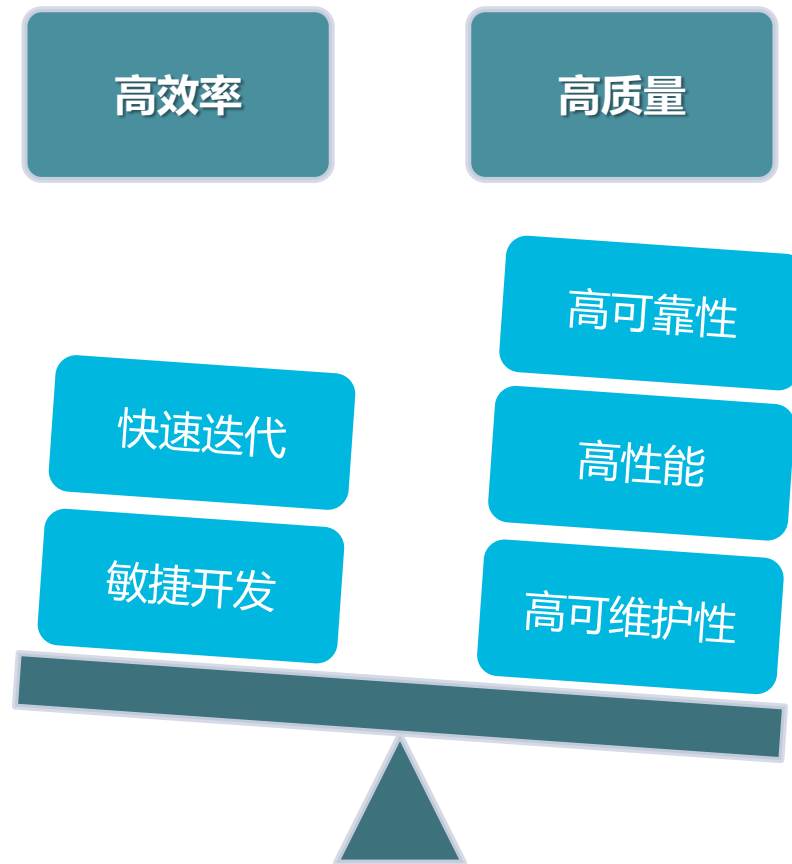 高效率
高质量
高可靠性
快速迭代
高性能
敏捷开发
高可维护性